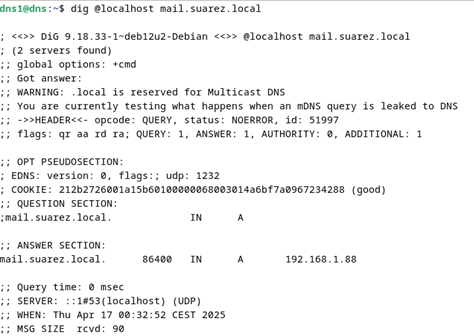 dns1@dns:~$ dig @localhost mail.suarez.local
; <<>> DiG 9.18.33-1~deb12u2-Debian <<>> @localhost mail.suarez.local
; (2 servers found)
;; global options: +cmd
;; Got answer:
;; WARNING: .local is reserved for Multicast DNS
;; You are currently testing what happens when an mDNS query is leaked to DNS
;; ->>HEADER<<- opcode: QUERY, status: NOERROR, id: 51997
;; flags: qr aa rd ra; QUERY: 1, ANSWER: 1, AUTHORITY: 0, ADDITIONAL: 1
;; OPT PSEUDOSECTION:
; EDNS: version: 0, flags:; udp: 1232
; COOKIE: 212b2726001a15b60100000068003014a6bf7a0967234288 (good)
;; QUESTION SECTION:
;mail.suarez.local. IN A
;; ANSWER SECTION:
mail.suarez.local. 86400 IN A 192.168.1.88
;; Query time: 0 msec
;; SERVER: ::1#53(localhost) (UDP)
;; WHEN: Thu Apr 17 00:32:52 CEST 2025
;; MSG SIZE rcvd: 90